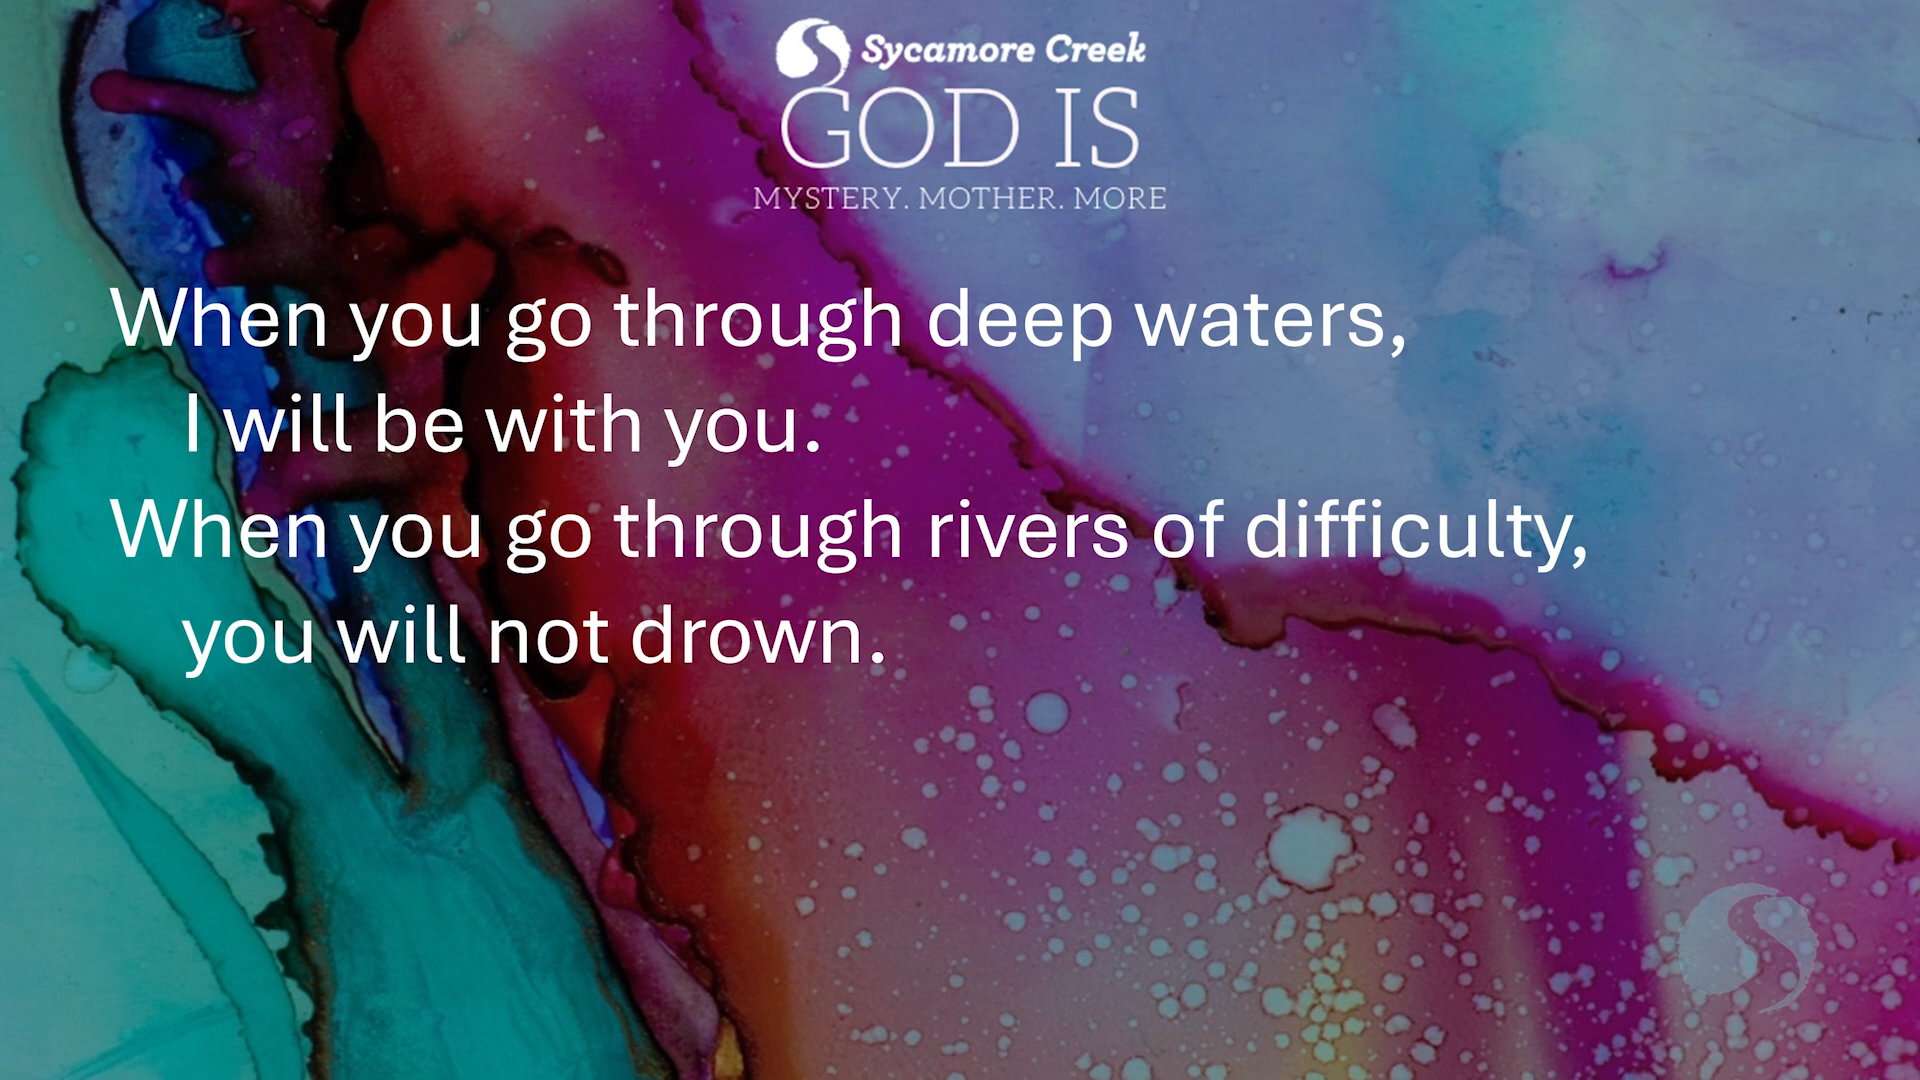 Sycamore Creek
GOD IS
MYSTERY. MOTHER. MORE
When you go through deep waters,
I will be with you.
When you go through rivers of difficulty,
you will not drown.